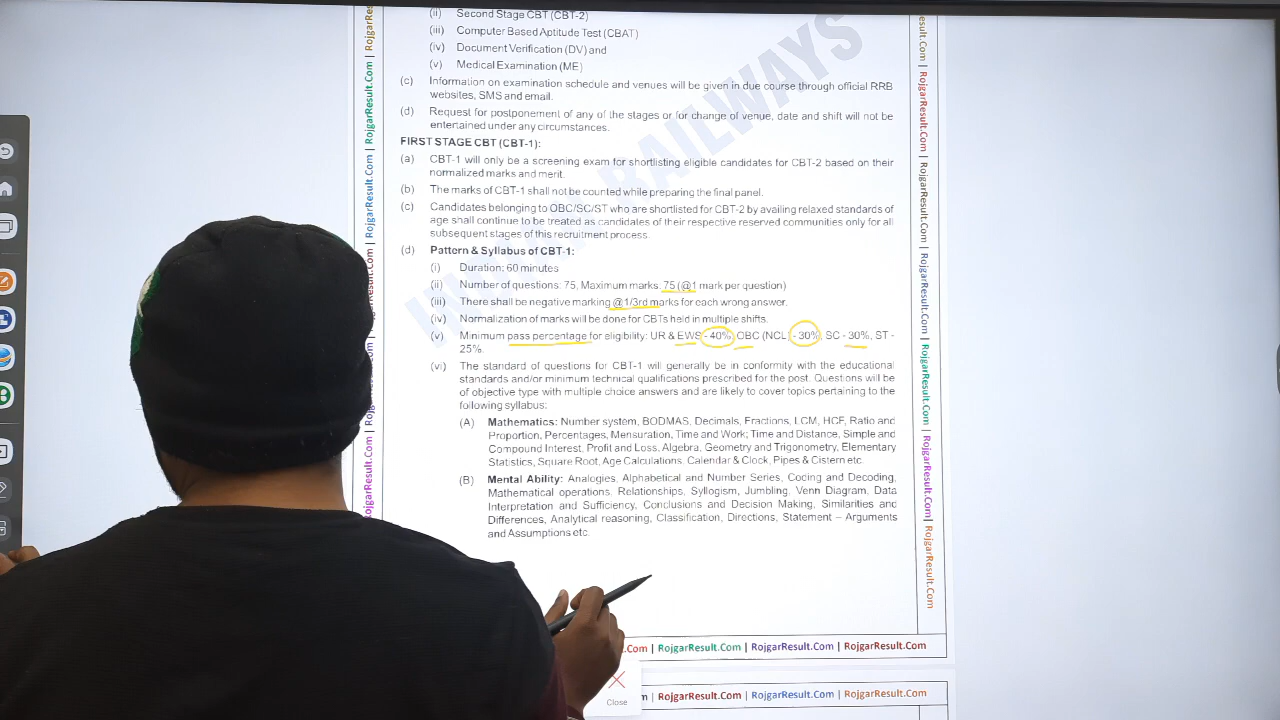 (ii) Second Stage CBT (CBT-2)
(iii) Computer Based Aptitude Test (CBAT)
(iv) Document Verification (DV) and
(v) Medical Examination (ME)
(c) Information on examination schedule and venues will be given in due course through official RRB
websites, SMS and email.
(d) Request for postponement of any of the stages or for change of venue, date and shift will not be
entertained under any circumstances.
FIRST STAGE CBT (CBT-1):
(a) CBT-1 will only be a screening exam for shortlisting eligible candidates for CBT-2 based on their
normalized marks and merit.
(b) The marks of CBT-1 shall not be counted while preparing the final panel.
(c) Candidates belonging to OBC/SC/ST who are shortlisted for CBT-2 by availing relaxed standards of
age shall continue to be treated as candidates of their respective reserved communities only for all
subsequent stages of this recruitment process.
(d) Pattern & Syllabus of CBT-1:
(i) Duration: 60 minutes
(ii) Number of questions: 75, Maximum marks: 75 (@1 mark per question)
(iii) There shall be negative marking @1/3rd marks for each wrong answer.
(iv) Normalization of marks will be done for CBTs held in multiple shifts.
(v) Minimum pass percentage for eligibility: UR & EWS - 40%, OBC (NCL) - 30%, SC - 30%, ST -
25%.
(vi) The standard of questions for CBT-1 will generally be in conformity with the educational
standards and/or minimum technical qualifications prescribed for the post. Questions will be
of objective type with multiple choice answers and are likely to cover topics pertaining to the
following syllabus:
(A) Mathematics: Number system, BODMAS, Decimals, Fractions, LCM, HCF, Ratio and
Proportion, Percentages, Mensuration, Time and Work; Time and Distance, Simple and
Compound Interest, Profit and Loss, Algebra, Geometry and Trigonometry, Elementary
Statistics, Square Root, Age Calculations, Calendar & Clock, Pipes & Cistern etc.
(B) Mental Ability: Analogies, Alphabetical and Number Series, Coding and Decoding,
Mathematical operations, Relationships, Syllogism, Jumbling, Venn Diagram, Data
Interpretation and Sufficiency, Conclusions and Decision Making, Similarities and
Differences, Analytical reasoning, Classification, Directions, Statement – Arguments
and Assumptions etc.
.Com | RojgarResult.Com | RojgarResult.Com | RojgarResult.Com
| RojgarResult.Com | RojgarResult.Com | RojgarResult.Com
Close
RojgarResult.Com | RojgarResult.Com | RojgarResult.Com
RojgarResult.Com | RojgarResult.Com | RojgarResult.Com | RojgarResult.Com
RAILWAYS